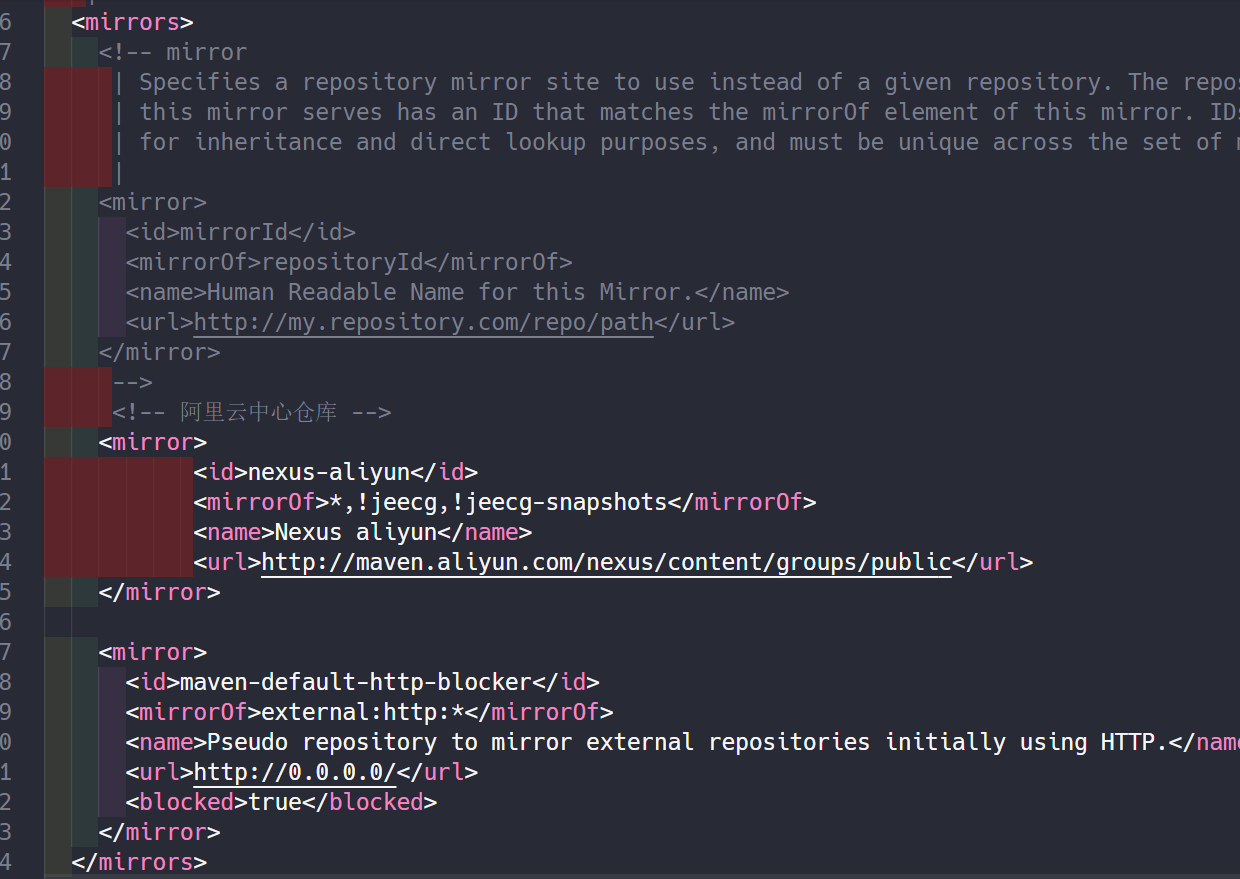 6 <mirrors>
7 <!-- mirror
8 | Specifies a repository mirror site to use instead of a given repository. The
9 | this mirror serves has an ID that matches the mirrorOf element of this mirror.
0 | for inheritance and direct lookup purposes, and must be unique across the set of
1 |
2 <mirror>
3 <id>mirrorId</id>
4 <mirrorOf>repositoryId</mirrorOf>
5 <name>Human Readable Name for this Mirror.</name>
6 <url>http://my.repository.com/repo/path</url>
7 </mirror>
8 -->
9 <!-- 阿里云中心仓库 -->
0 <mirror>
1 <id>nexus-aliyun</id>
2 <mirrorOf>*,!jeecg,!jeecg-snapshots</mirrorOf>
3 <name>Nexus aliyun</name>
4 <url>http://maven.aliyun.com/nexus/content/groups/public</url>
5 </mirror>
6
7 <mirror>
8 <id>maven-default-http-blocker</id>
9 <mirrorOf>external:http:*</mirrorOf>
0 <name>Pseudo repository to mirror external repositories initially using HTTP.</nam
1 <url>http://0.0.0.0/</url>
2 <blocked>true</blocked>
3 </mirror>
4 </mirrors>